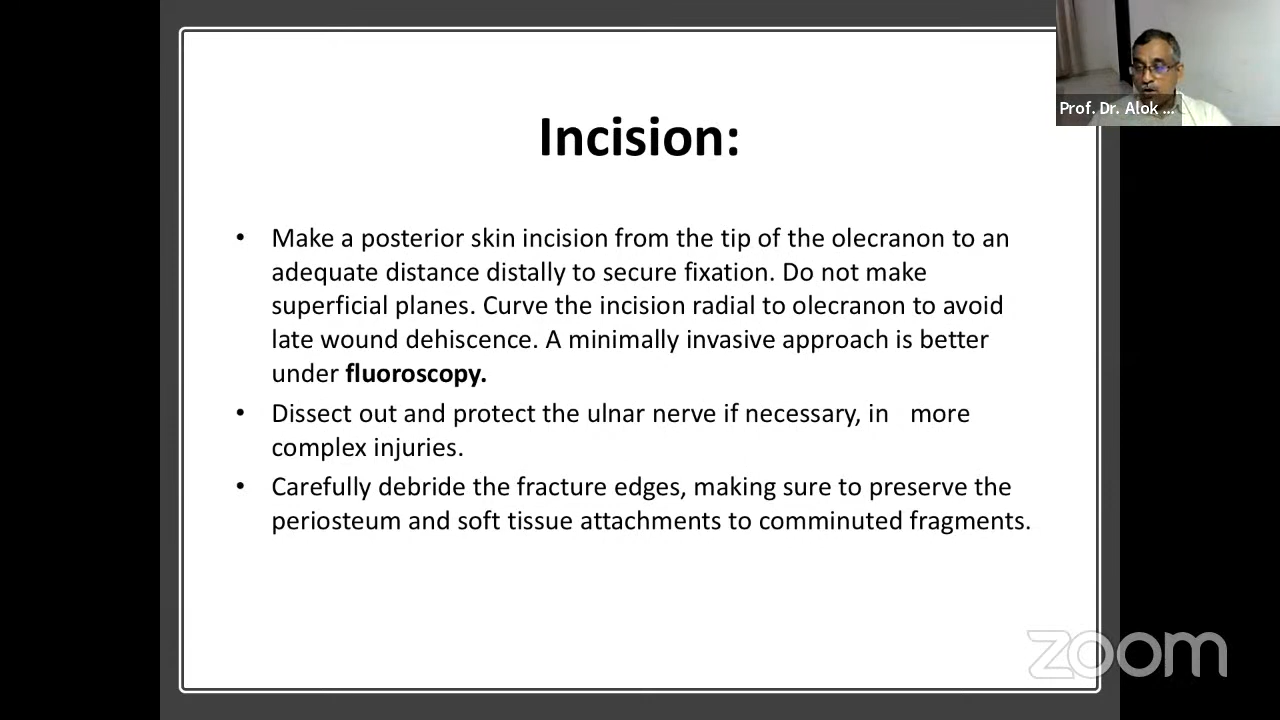 Incision:
• Make a posterior skin incision from the tip of the olecranon to an
adequate distance distally to secure fixation. Do not make
superficial planes. Curve the incision radial to olecranon to avoid
late wound dehiscence. A minimally invasive approach is better
under fluoroscopy.
• Dissect out and protect the ulnar nerve if necessary, in more
complex injuries.
• Carefully debride the fracture edges, making sure to preserve the
periosteum and soft tissue attachments to comminuted fragments.
Prof. Dr. Alok ...
zoom